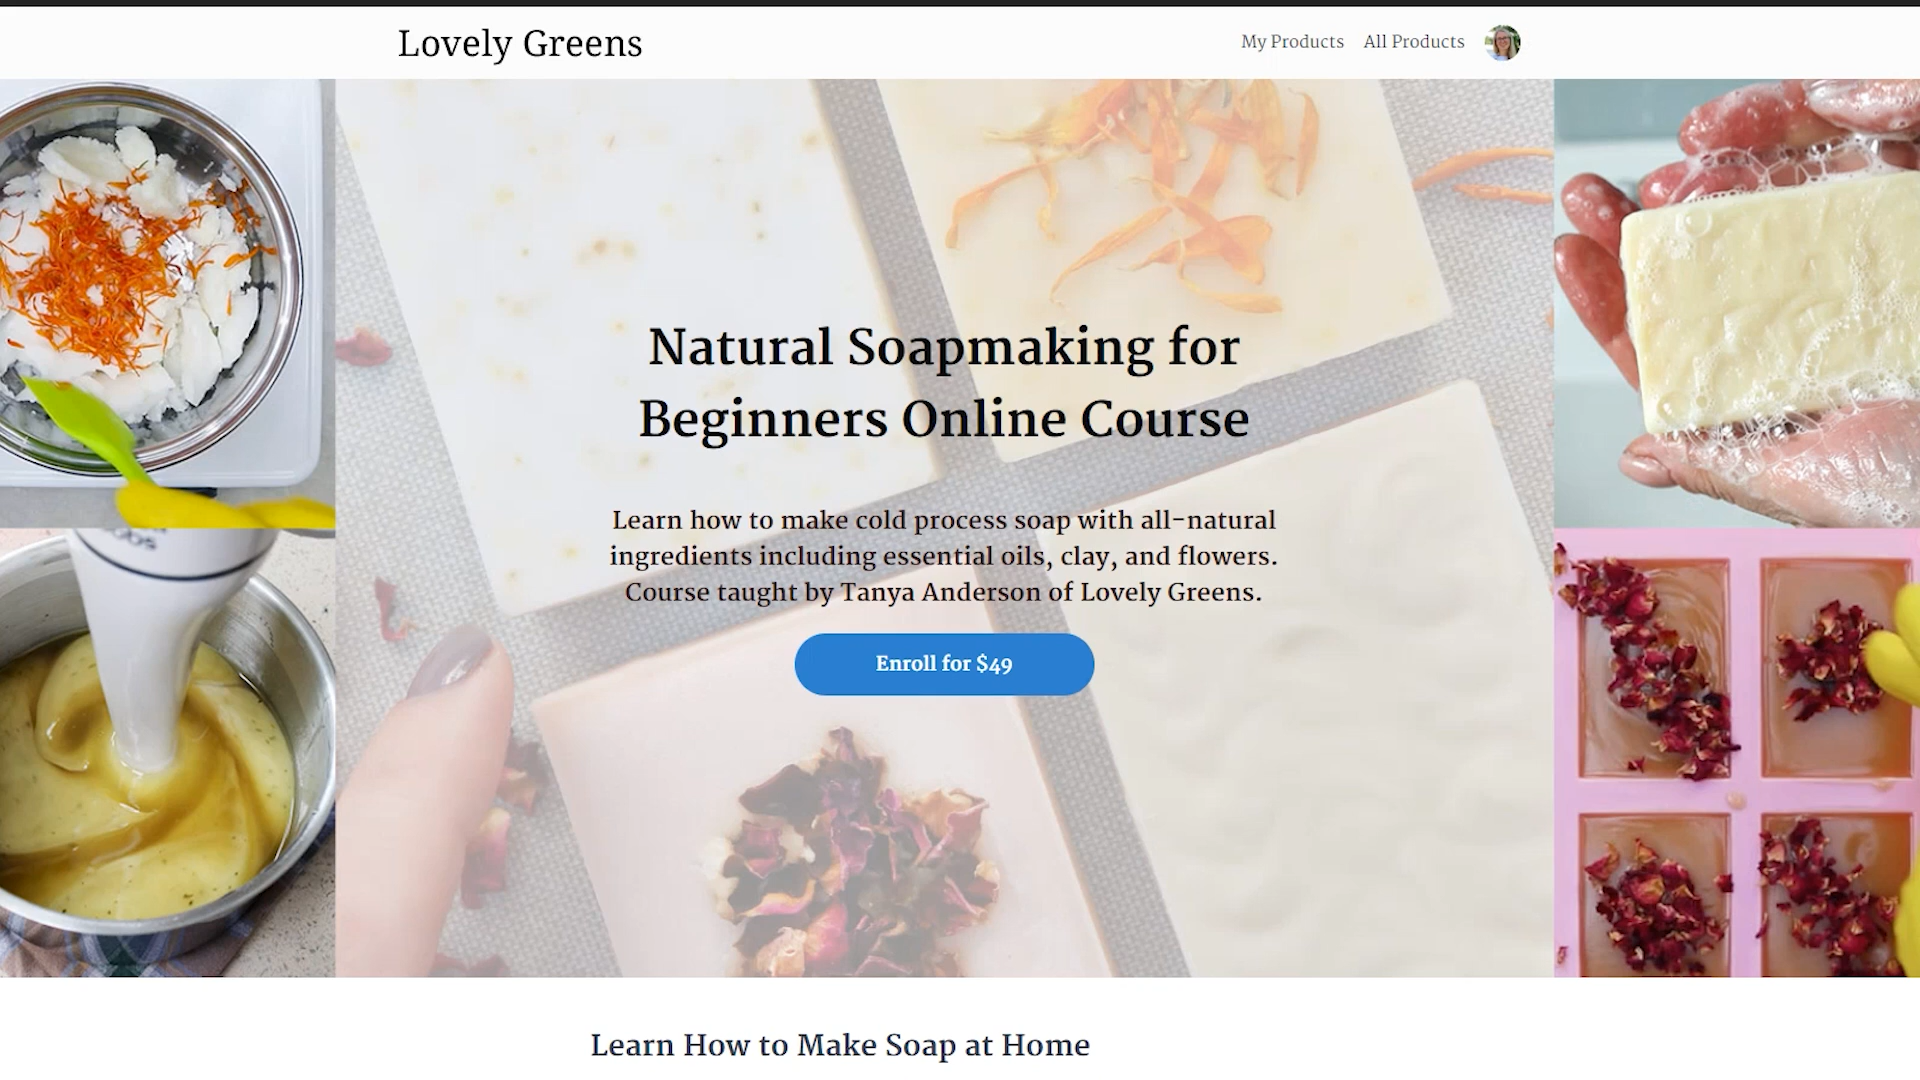 Lovely Greens
My Products
All Products
Natural Soapmaking for
Beginners Online Course
Learn how to make cold process soap with all-natural
ingredients including essential oils, clay, and flowers.
Course taught by Tanya Anderson of Lovely Greens.
Enroll for $49
Learn How to Make Soap at Home